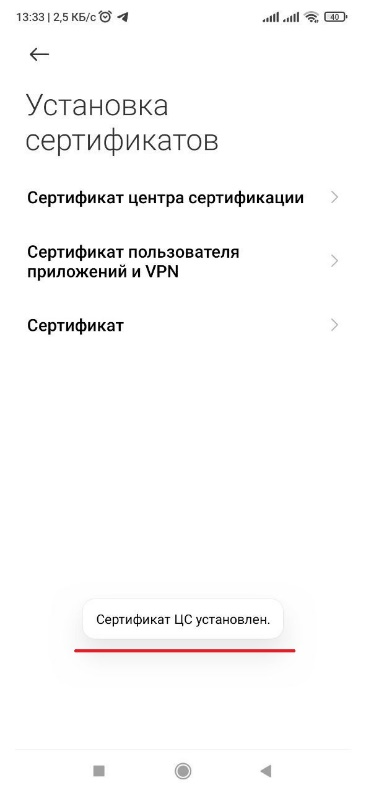 13:33 | 2,5 КБ/с
40
Установка
сертификатов
Сертификат центра сертификации
Сертификат пользователя
приложений и VPN
Сертификат
Сертификат ЦС установлен.